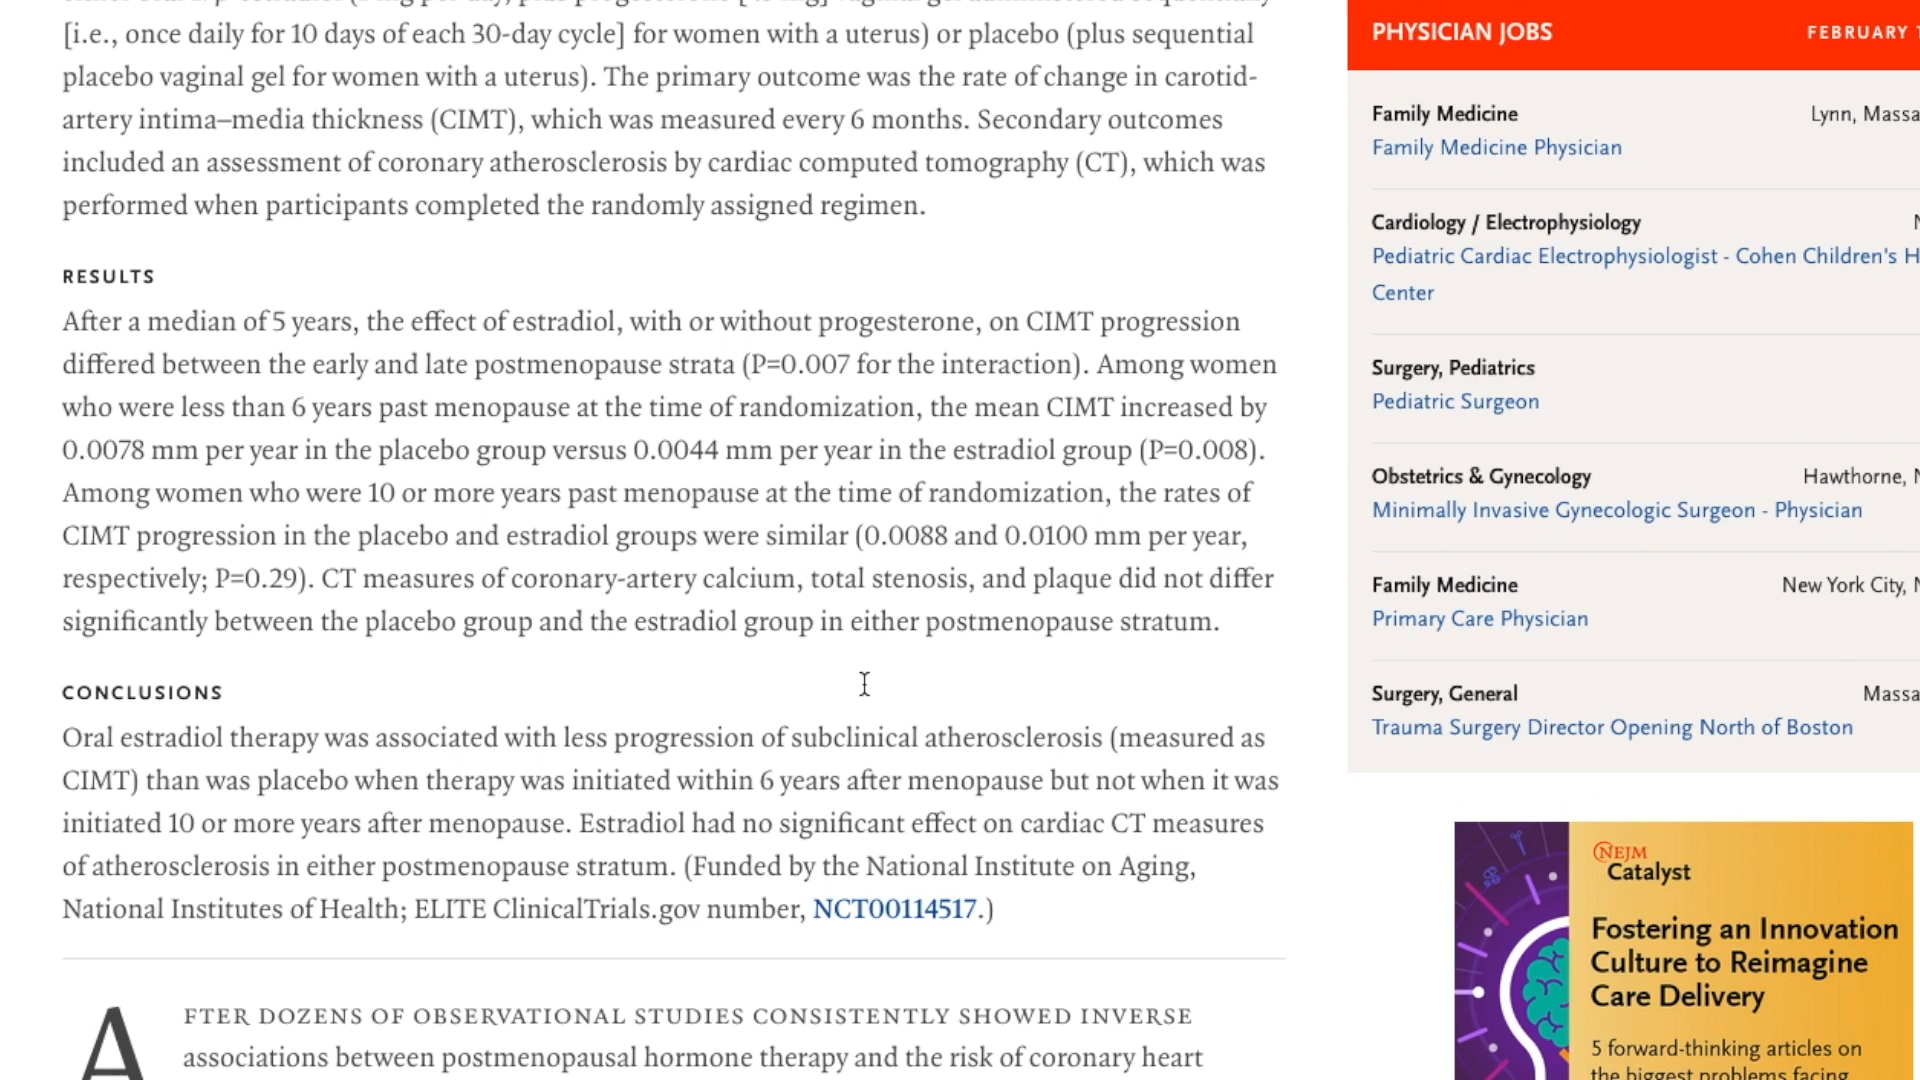 [i.e., once daily for 10 days of each 30-day cycle] for women with a uterus) or placebo (plus sequential
placebo vaginal gel for women with a uterus). The primary outcome was the rate of change in carotid-
artery intima–media thickness (CIMT), which was measured every 6 months. Secondary outcomes
included an assessment of coronary atherosclerosis by cardiac computed tomography (CT), which was
performed when participants completed the randomly assigned regimen.
RESULTS
After a median of 5 years, the effect of estradiol, with or without progesterone, on CIMT progression
differed between the early and late postmenopause strata (P=0.007 for the interaction). Among women
who were less than 6 years past menopause at the time of randomization, the mean CIMT increased by
0.0078 mm per year in the placebo group versus 0.0044 mm per year in the estradiol group (P=0.008).
Among women who were 10 or more years past menopause at the time of randomization, the rates of
CIMT progression in the placebo and estradiol groups were similar (0.0088 and 0.0100 mm per year,
respectively; P=0.29). CT measures of coronary-artery calcium, total stenosis, and plaque did not differ
significantly between the placebo group and the estradiol group in either postmenopause stratum.
CONCLUSIONS
Oral estradiol therapy was associated with less progression of subclinical atherosclerosis (measured as
CIMT) than was placebo when therapy was initiated within 6 years after menopause but not when it was
initiated 10 or more years after menopause. Estradiol had no significant effect on cardiac CT measures
of atherosclerosis in either postmenopause stratum. (Funded by the National Institute on Aging,
National Institutes of Health; ELITE ClinicalTrials.gov number, NCT00114517.)
AFTER DOZENS OF OBSERVATIONAL STUDIES CONSISTENTLY SHOWED INVERSE
associations between postmenopausal hormone therapy and the risk of coronary heart
PHYSICIAN JOBS FEBRUARY
Family Medicine Lynn, Massa
Family Medicine Physician
Cardiology / Electrophysiology
Pediatric Cardiac Electrophysiologist - Cohen Children's H
Center
Surgery, Pediatrics
Pediatric Surgeon
Obstetrics & Gynecology Hawthorne,
Minimally Invasive Gynecologic Surgeon - Physician
Family Medicine New York City,
Primary Care Physician
Surgery, General Massa
Trauma Surgery Director Opening North of Boston
NEJM
Catalyst
Fostering an Innovation
Culture to Reimagine
Care Delivery
5 forward-thinking articles on
the biggest problems facing